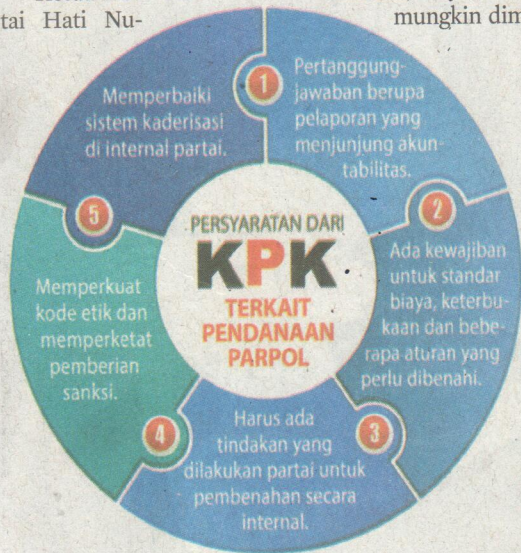 tai Hati Nu-
mungkin dim
PERSYARATAN DARI
KPK
TERKAIT
PENDANAAN
PARPOL
1
Pertanggung-
jawaban berupa
pelaporan yang
menjunjung akun-
tabilitas.
2
Ada kewajiban
untuk standar
biaya, keterbu-
kaan dan bebe-
rapa aturan yang
perlu dibenahi.
3
Harus ada
tindakan yang
dilakukan partai untuk
pembenahan secara
internal.
4
Memperkuat
kode etik dan
memperketat
pemberian
sanksi.
5
Memperbaiki
sistem kaderisasi
di internal partai.